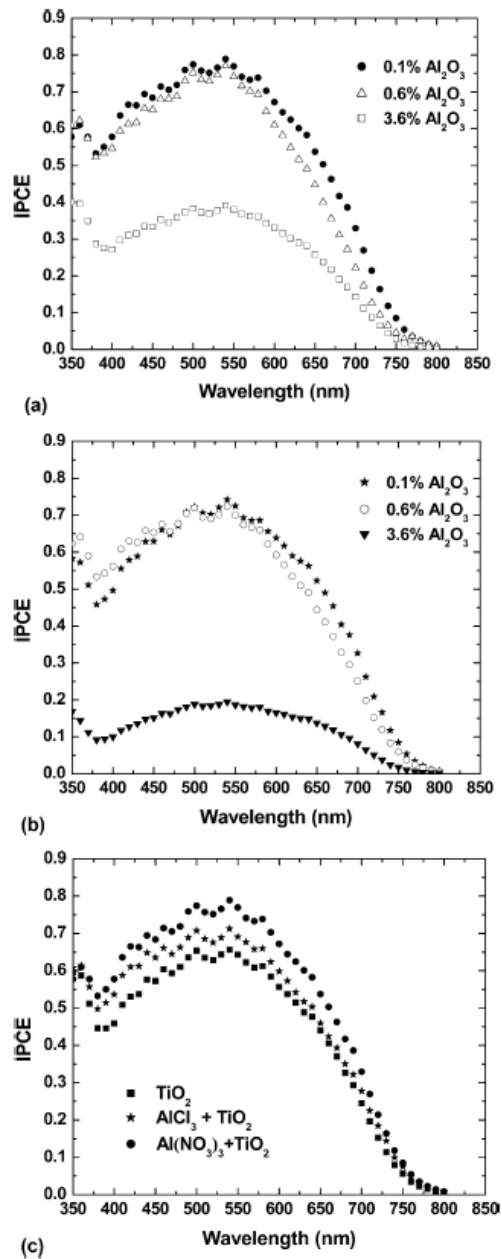 0.9
0.8
0.7
0.6
0.5
0.4
0.3
0.2
0.1
0.0
IPCE
0.1% Al₂O₃
0.6% Al₂O₃
3.6% Al₂O₃
350 400 450 500 550 600 650 700 750 800 850
Wavelength (nm)
(a)
0.9
0.8
0.7
0.6
0.5
0.4
0.3
0.2
0.1
0.0
IPCE
0.1% Al₂O₃
0.6% Al₂O₃
3.6% Al₂O₃
350 400 450 500 550 600 650 700 750 800 850
Wavelength (nm)
(b)
0.9
0.8
0.7
0.6
0.5
0.4
0.3
0.2
0.1
0.0
IPCE
TiO₂
AlCl₃ + TiO₂
Al(NO₃)₃+TiO₂
350 400 450 500 550 600 650 700 750 800 850
Wavelength (nm)
(c)